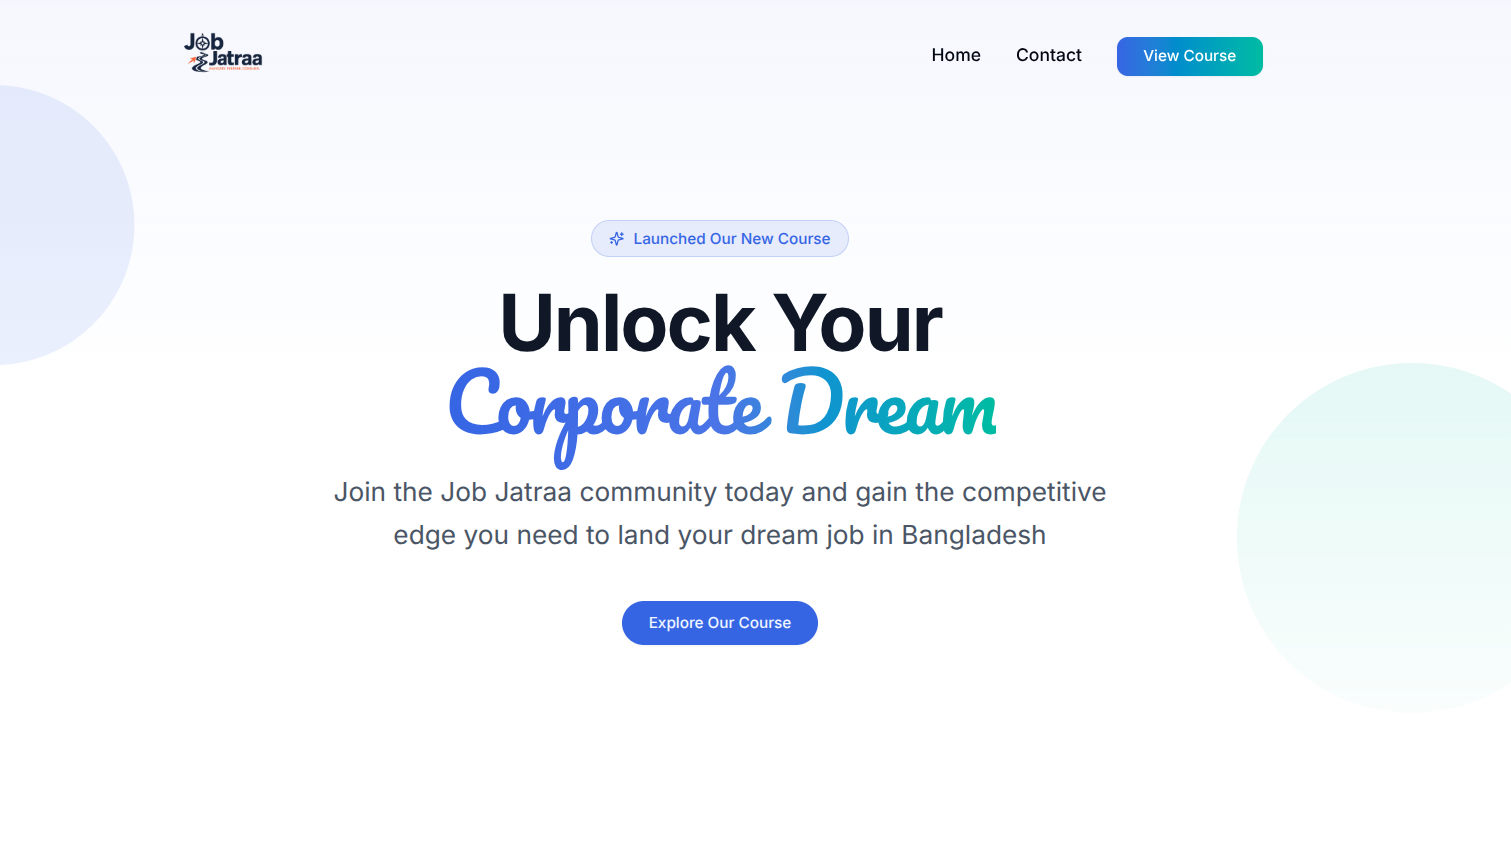 Job
Jatraa
Home
Contact
View Course
Launched Our New Course
Unlock Your
Corporate Dream
Join the Job Jatraa community today and gain the competitive
edge you need to land your dream job in Bangladesh
Explore Our Course